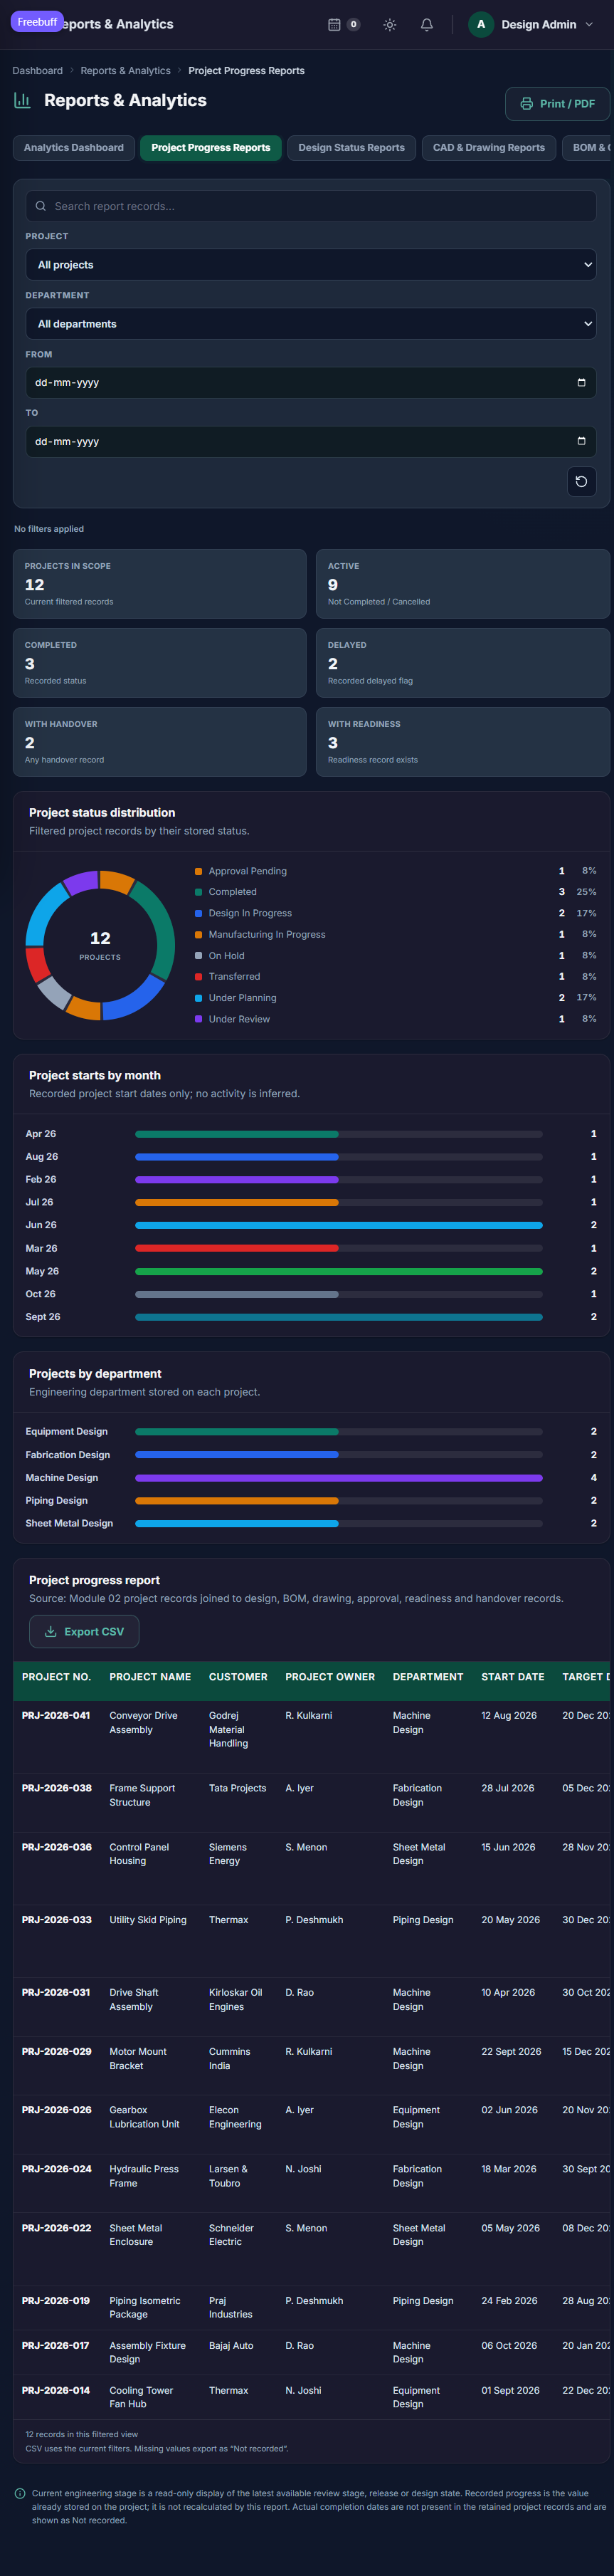 Freebuff
eports & Analytics
0
A
Design Admin
Dashboard > Reports & Analytics > Project Progress Reports
Reports & Analytics
Print / PDF
Analytics Dashboard
Project Progress Reports
Design Status Reports
CAD & Drawing Reports
BOM &
Search report records...
PROJECT
All projects
DEPARTMENT
All departments
FROM
dd-mm-yyyy
TO
dd-mm-yyyy
No filters applied
PROJECTS IN SCOPE
12
Current filtered records
ACTIVE
9
Not Completed / Cancelled
COMPLETED
3
Recorded status
DELAYED
2
Recorded delayed flag
WITH HANDOVER
2
Any handover record
WITH READINESS
3
Readiness record exists
Project status distribution
Filtered project records by their stored status.
12
PROJECTS
Approval Pending 1 8%
Completed 3 25%
Design In Progress 2 17%
Manufacturing In Progress 1 8%
On Hold 1 8%
Transferred 1 8%
Under Planning 2 17%
Under Review 1 8%
Project starts by month
Recorded project start dates only; no activity is inferred.
Apr 26 1
Aug 26 1
Feb 26 1
Jul 26 1
Jun 26 2
Mar 26 1
May 26 2
Oct 26 1
Sept 26 2
Projects by department
Engineering department stored on each project.
Equipment Design 2
Fabrication Design 2
Machine Design 4
Piping Design 2
Sheet Metal Design 2
Project progress report
Source: Module 02 project records joined to design, BOM, drawing, approval, readiness and handover records.
Export CSV
PROJECT NO. PROJECT NAME CUSTOMER PROJECT OWNER DEPARTMENT START DATE TARGET
PRJ-2026-041 Conveyor Drive Godrej R. Kulkarni Machine 12 Aug 2026 20 Dec 20
Assembly Material Design
Handling
PRJ-2026-038 Frame Support Tata Projects A. Iyer Fabrication 28 Jul 2026 05 Dec 20
Structure Design
PRJ-2026-036 Control Panel Siemens S. Menon Sheet Metal 15 Jun 2026 28 Nov 20
Housing Energy Design
PRJ-2026-033 Utility Skid Piping Thermax P. Deshmukh Piping Design 20 May 2026 30 Dec 20
PRJ-2026-031 Drive Shaft Kirloskar Oil D. Rao Machine 10 Apr 2026 30 Oct 20
Assembly Engines Design
PRJ-2026-029 Motor Mount Cummins R. Kulkarni Machine 22 Sept 2026 15 Dec 20
Bracket India Design
PRJ-2026-026 Gearbox Elecon A. Iyer Equipment 02 Jun 2026 20 Nov 20
Lubrication Unit Engineering Design
PRJ-2026-024 Hydraulic Press Larsen & N. Joshi Fabrication 18 Mar 2026 30 Sept 20
Frame Toubro Design
PRJ-2026-022 Sheet Metal Schneider S. Menon Sheet Metal 05 May 2026 08 Dec 20
Enclosure Electric Design
PRJ-2026-019 Piping Isometric Praj P. Deshmukh Piping Design 24 Feb 2026 28 Aug 20
Package Industries
PRJ-2026-017 Assembly Fixture Bajaj Auto D. Rao Machine 06 Oct 2026 20 Jan 20
Design Design
PRJ-2026-014 Cooling Tower Thermax N. Joshi Equipment 01 Sept 2026 22 Dec 20
Fan Hub Design
12 records in this filtered view
CSV uses the current filters. Missing values export as “Not recorded”.
Current engineering stage is a read-only display of the latest available review stage, release or design state. Recorded progress is the value
already stored on the project; it is not recalculated by this report. Actual completion dates are not present in the retained project records and are
shown as Not recorded.